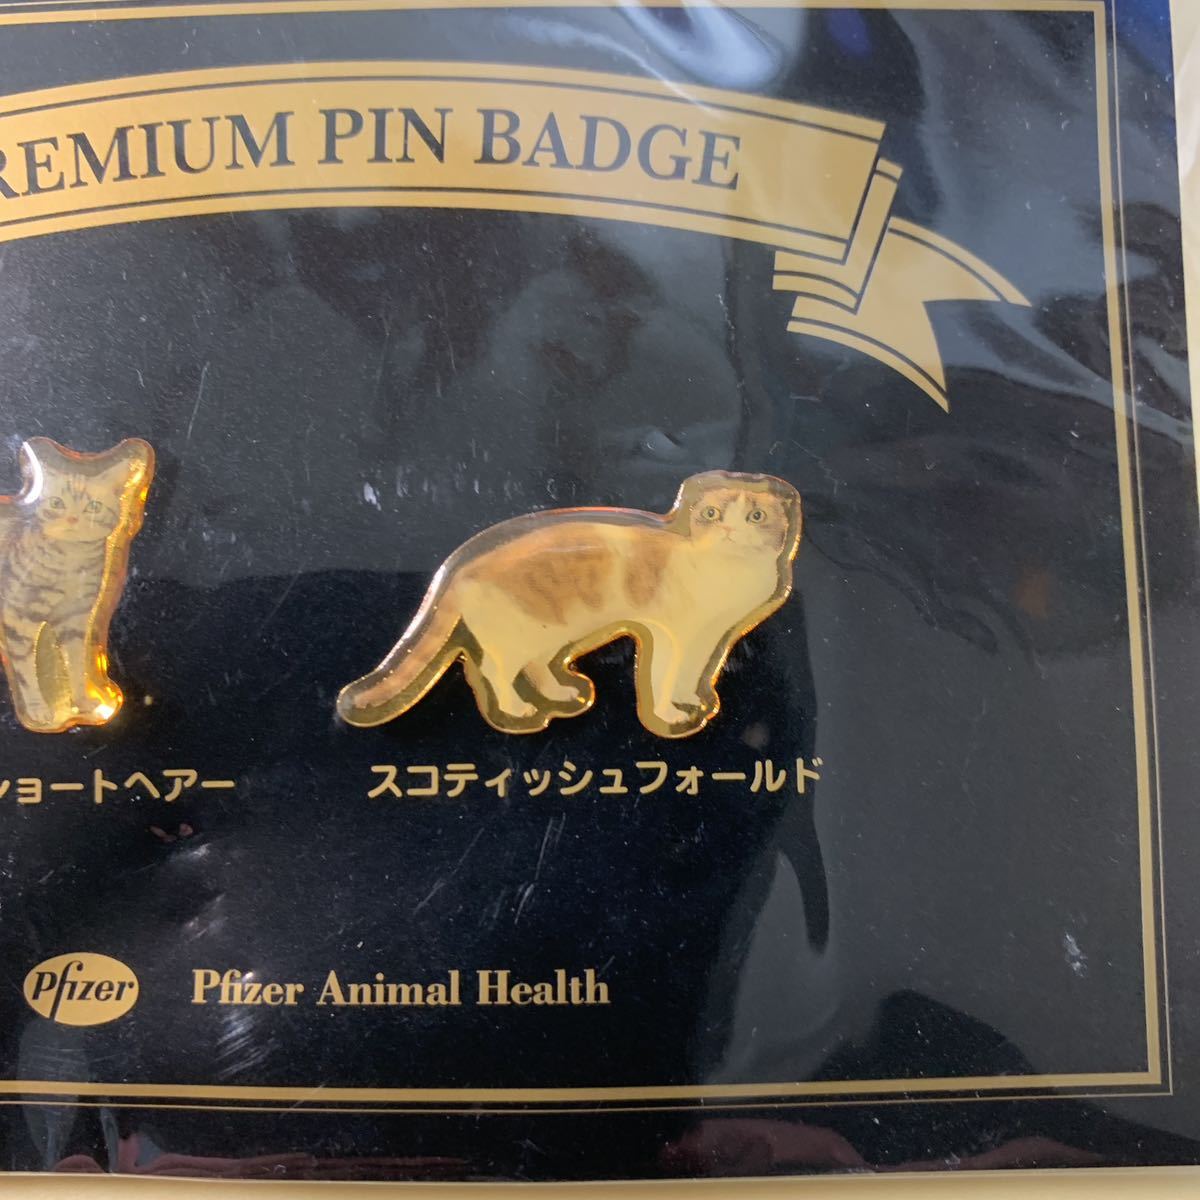 PREMIUM PIN BADGE
ショートヘアー
スコティッシュフォールド
Pfizer
Pfizer Animal Health